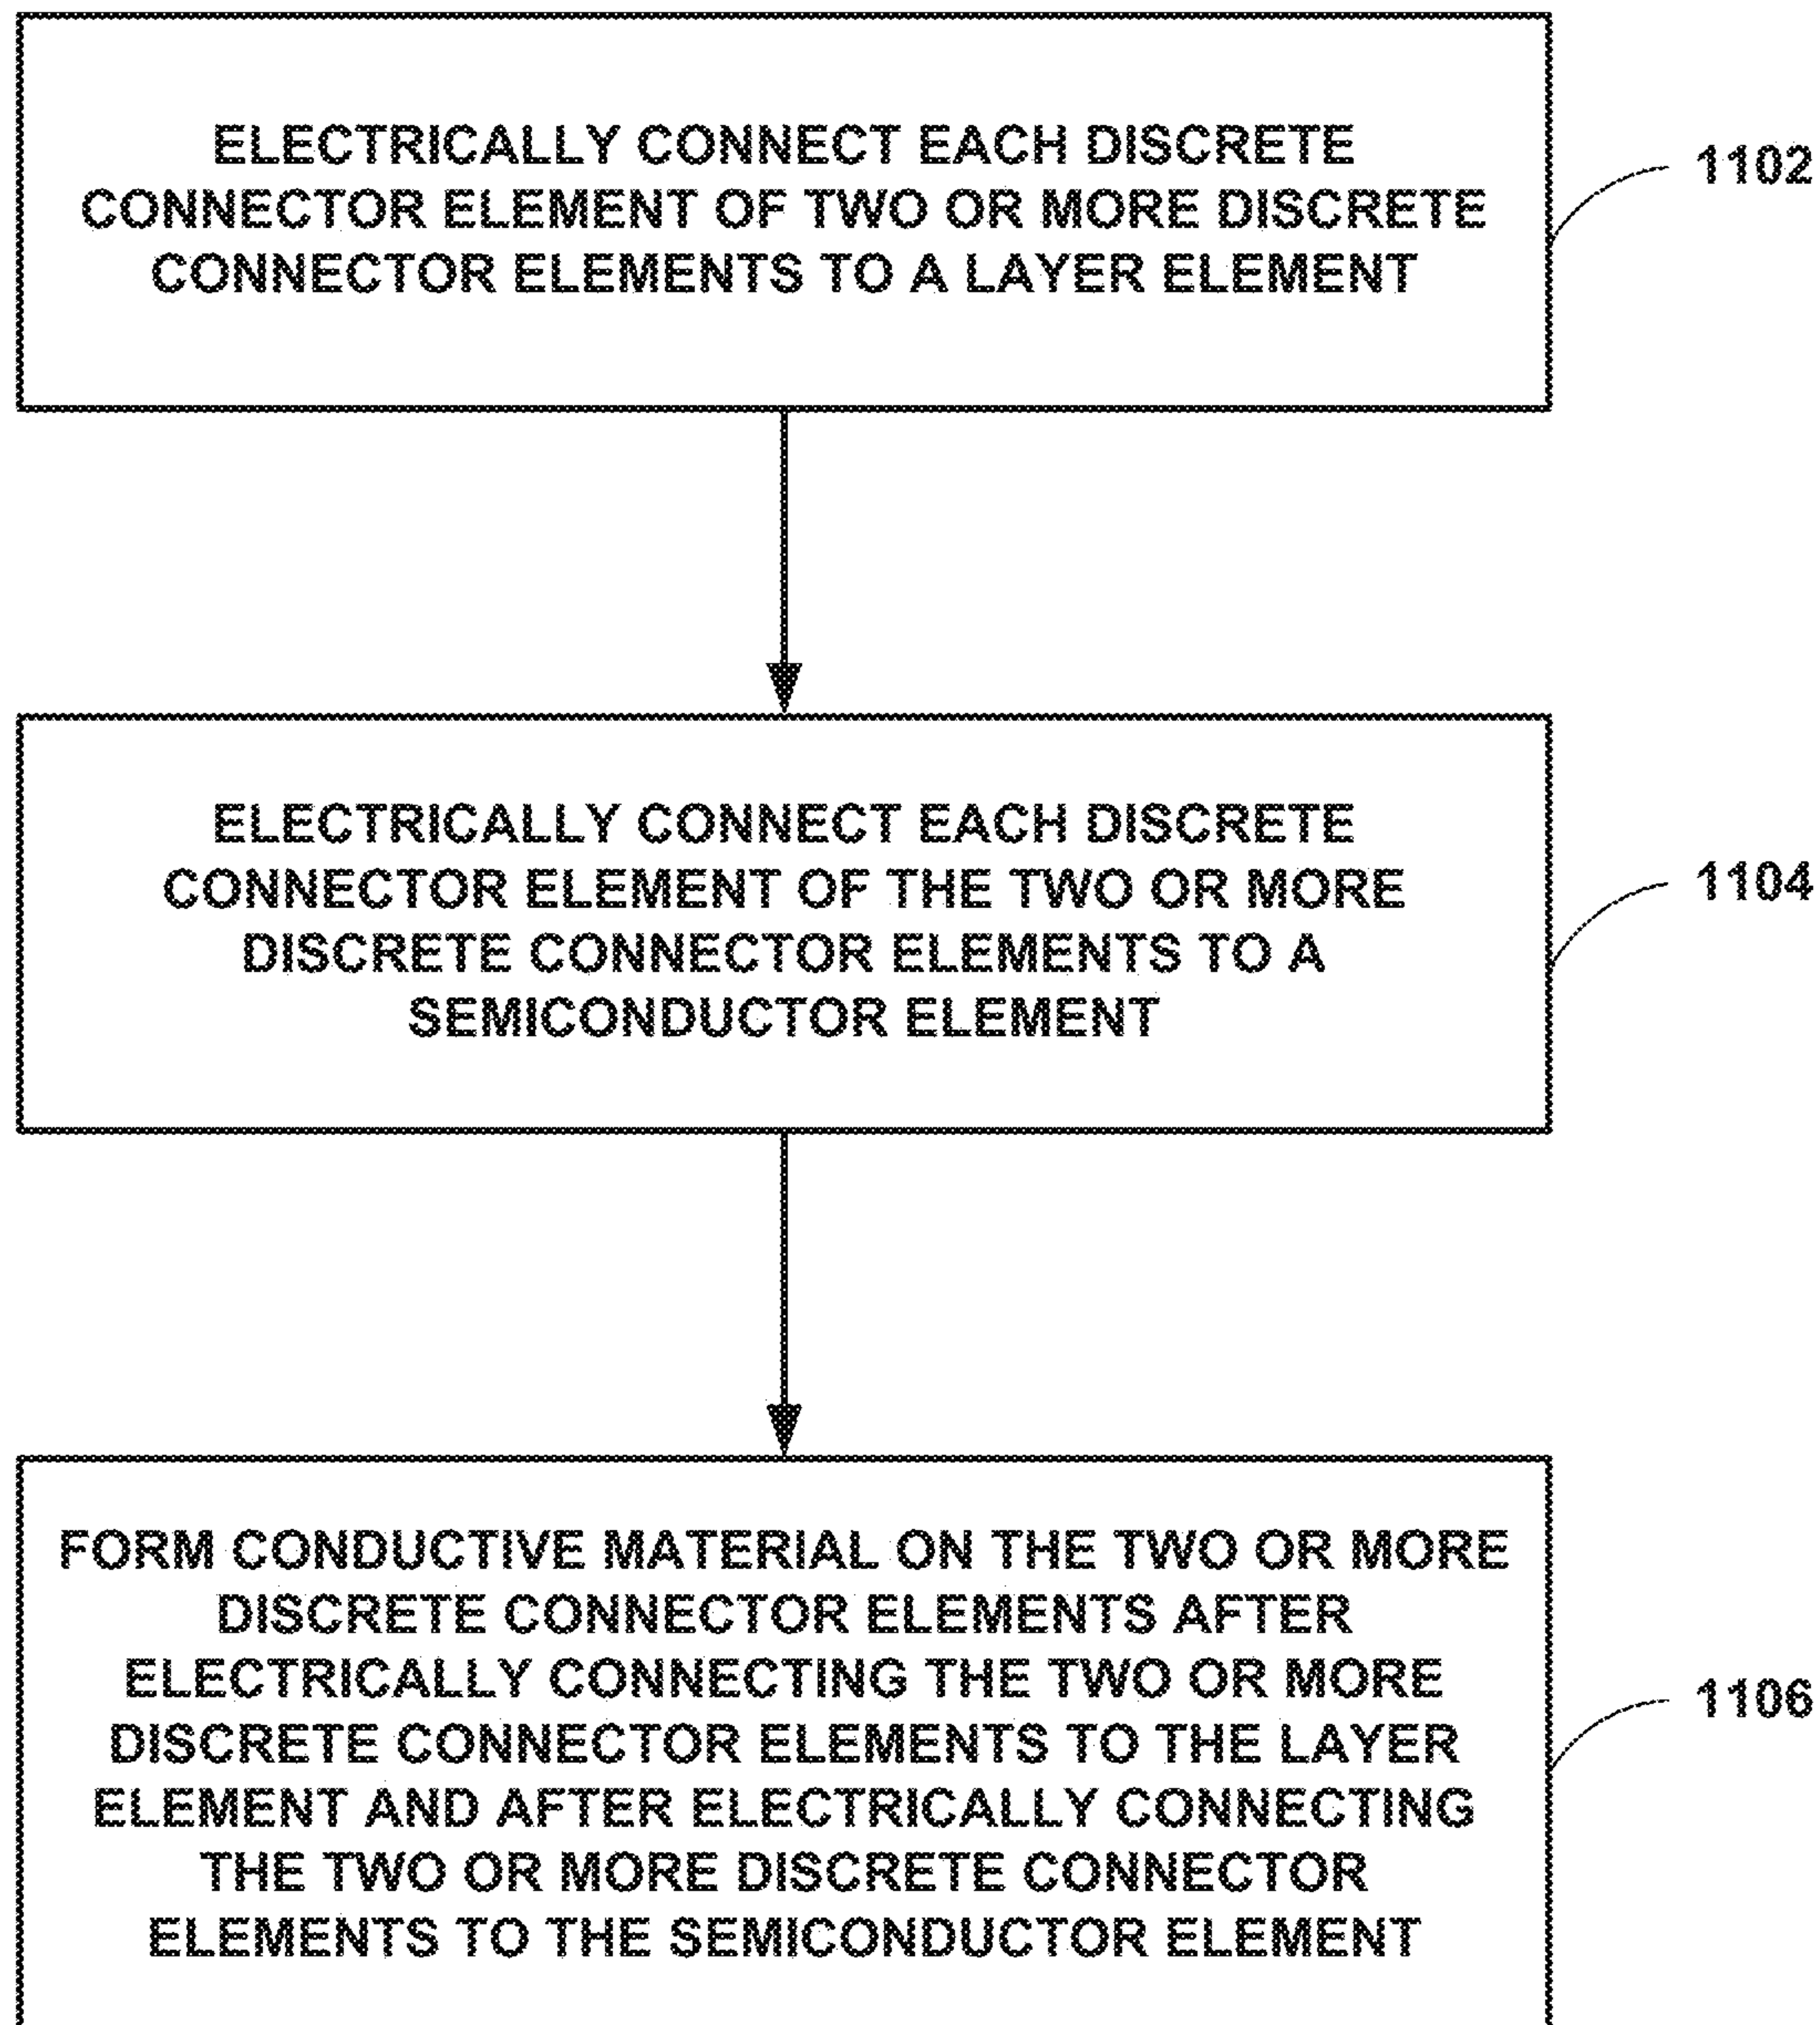 ELECTRICALLY CONNECT EACH DISCRETE
CONNECTOR ELEMENT OF TWO OR MORE DISCRETE
CONNECTOR ELEMENTS TO A LAYER ELEMENT
1102
ELECTRICALLY CONNECT EACH DISCRETE
CONNECTOR ELEMENT OF THE TWO OR MORE
DISCRETE CONNECTOR ELEMENTS TO A
SEMICONDUCTOR ELEMENT
1104
FORM CONDUCTIVE MATERIAL ON THE TWO OR MORE
DISCRETE CONNECTOR ELEMENTS AFTER
ELECTRICALLY CONNECTING THE TWO OR MORE
DISCRETE CONNECTOR ELEMENTS TO THE LAYER
ELEMENT AND AFTER ELECTRICALLY CONNECTING
THE TWO OR MORE DISCRETE CONNECTOR
ELEMENTS TO THE SEMICONDUCTOR ELEMENT
1106